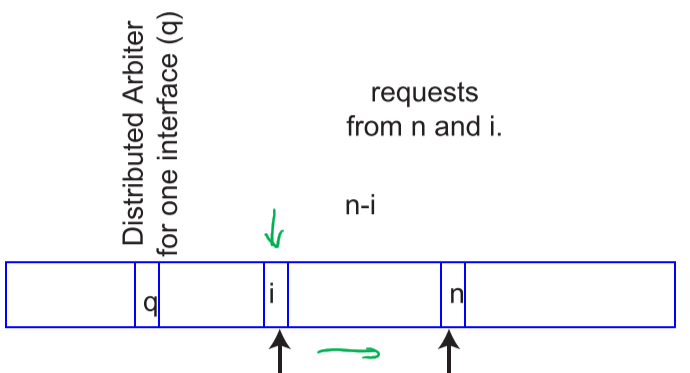 Distributed Arbiter
for one interface (q)
requests
from n and i.
n-i
q
i
n